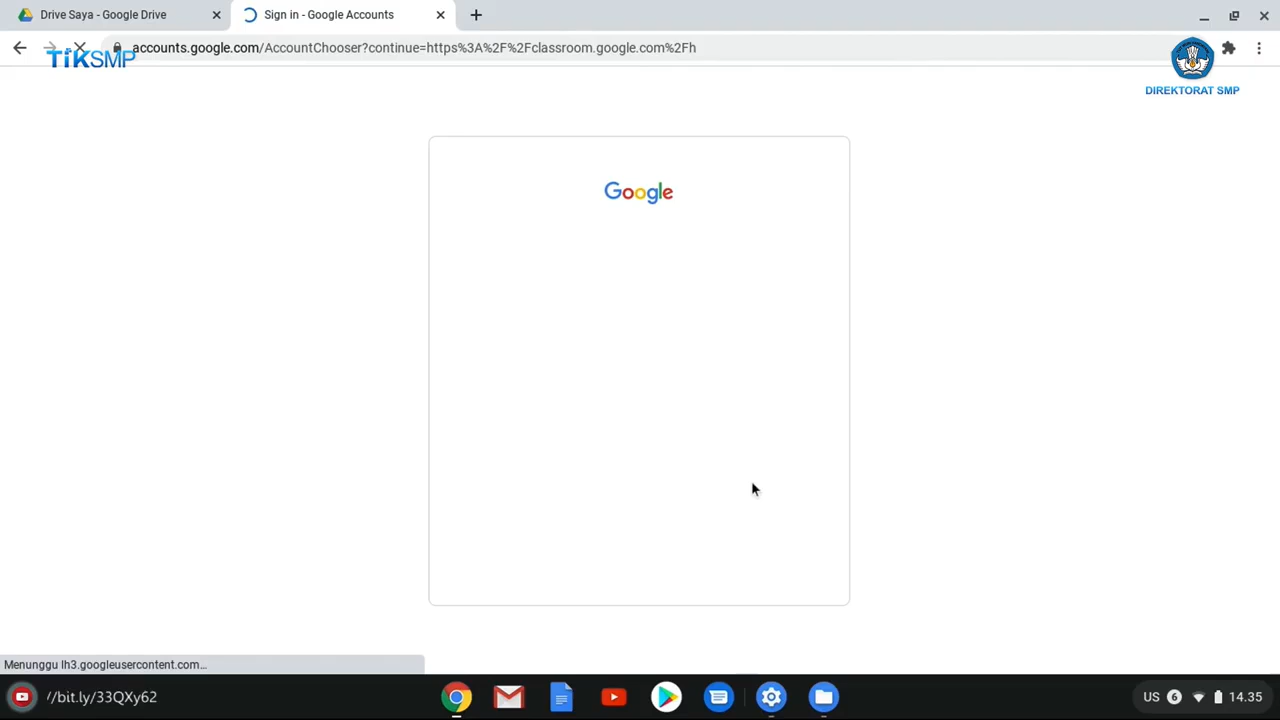 Drive Saya - Google Drive
Sign in - Google Accounts
accounts.google.com/AccountChooser?continue=https%3A%2F%2Fclassroom.google.com%2Fh
TIKSMP
DIREKTORAT SMP
Google
Menunggu lh3.googleusercontent.com...
//bit.ly/33QXy62
US 6 14.35